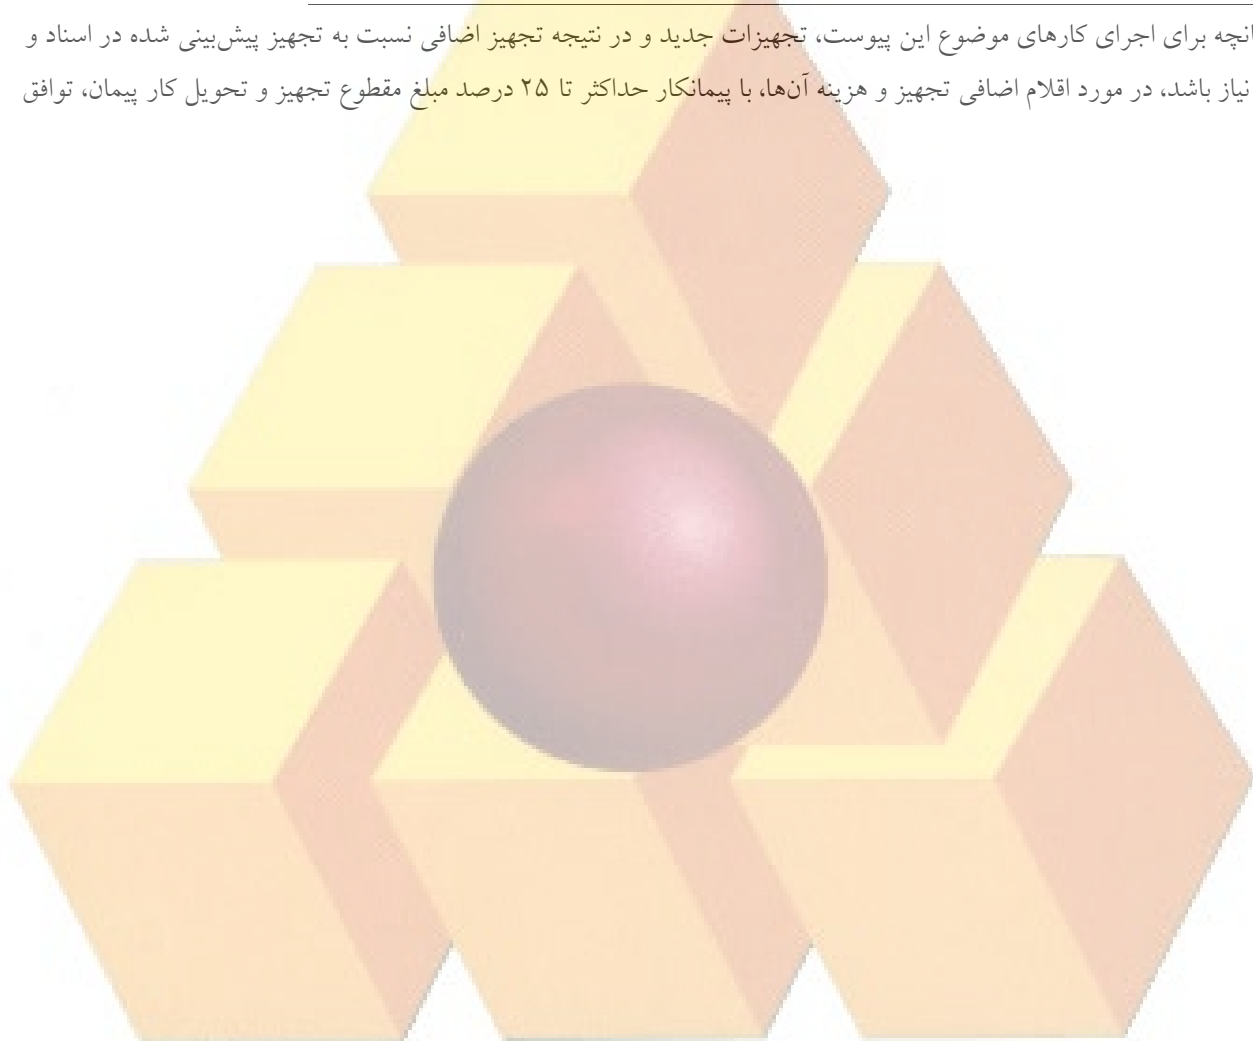 انچه برای اجرای کارهای موضوع این پیوست، تجهیزات جدید و در نتیجه تجهیز اضافی نسبت به تجهیز پیش‌بینی شده در اسناد و
نیاز باشد، در مورد اقلام اضافی تجهیز و هزینه آن‌ها، با پیمانکار حداکثر تا ۲۵ درصد مبلغ مقطوع تجهیز و تحویل کار پیمان، توافق